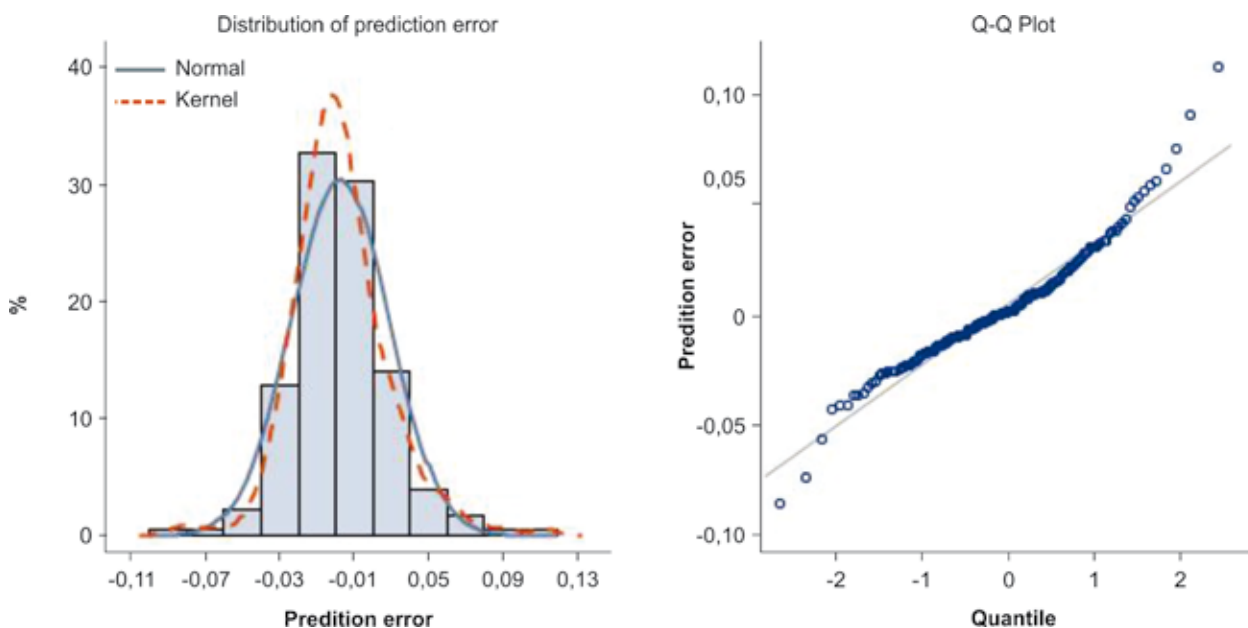 Distribution of prediction error
Normal
Kernel
%
40
30
20
10
0
-0,11 -0,07 -0,03 -0,01 0,05 0,09 0,13
Predition error
Q-Q Plot
Predition error
0,10
0,05
0
-0,05
-0,10
-2 -1 0 1 2
Quantile